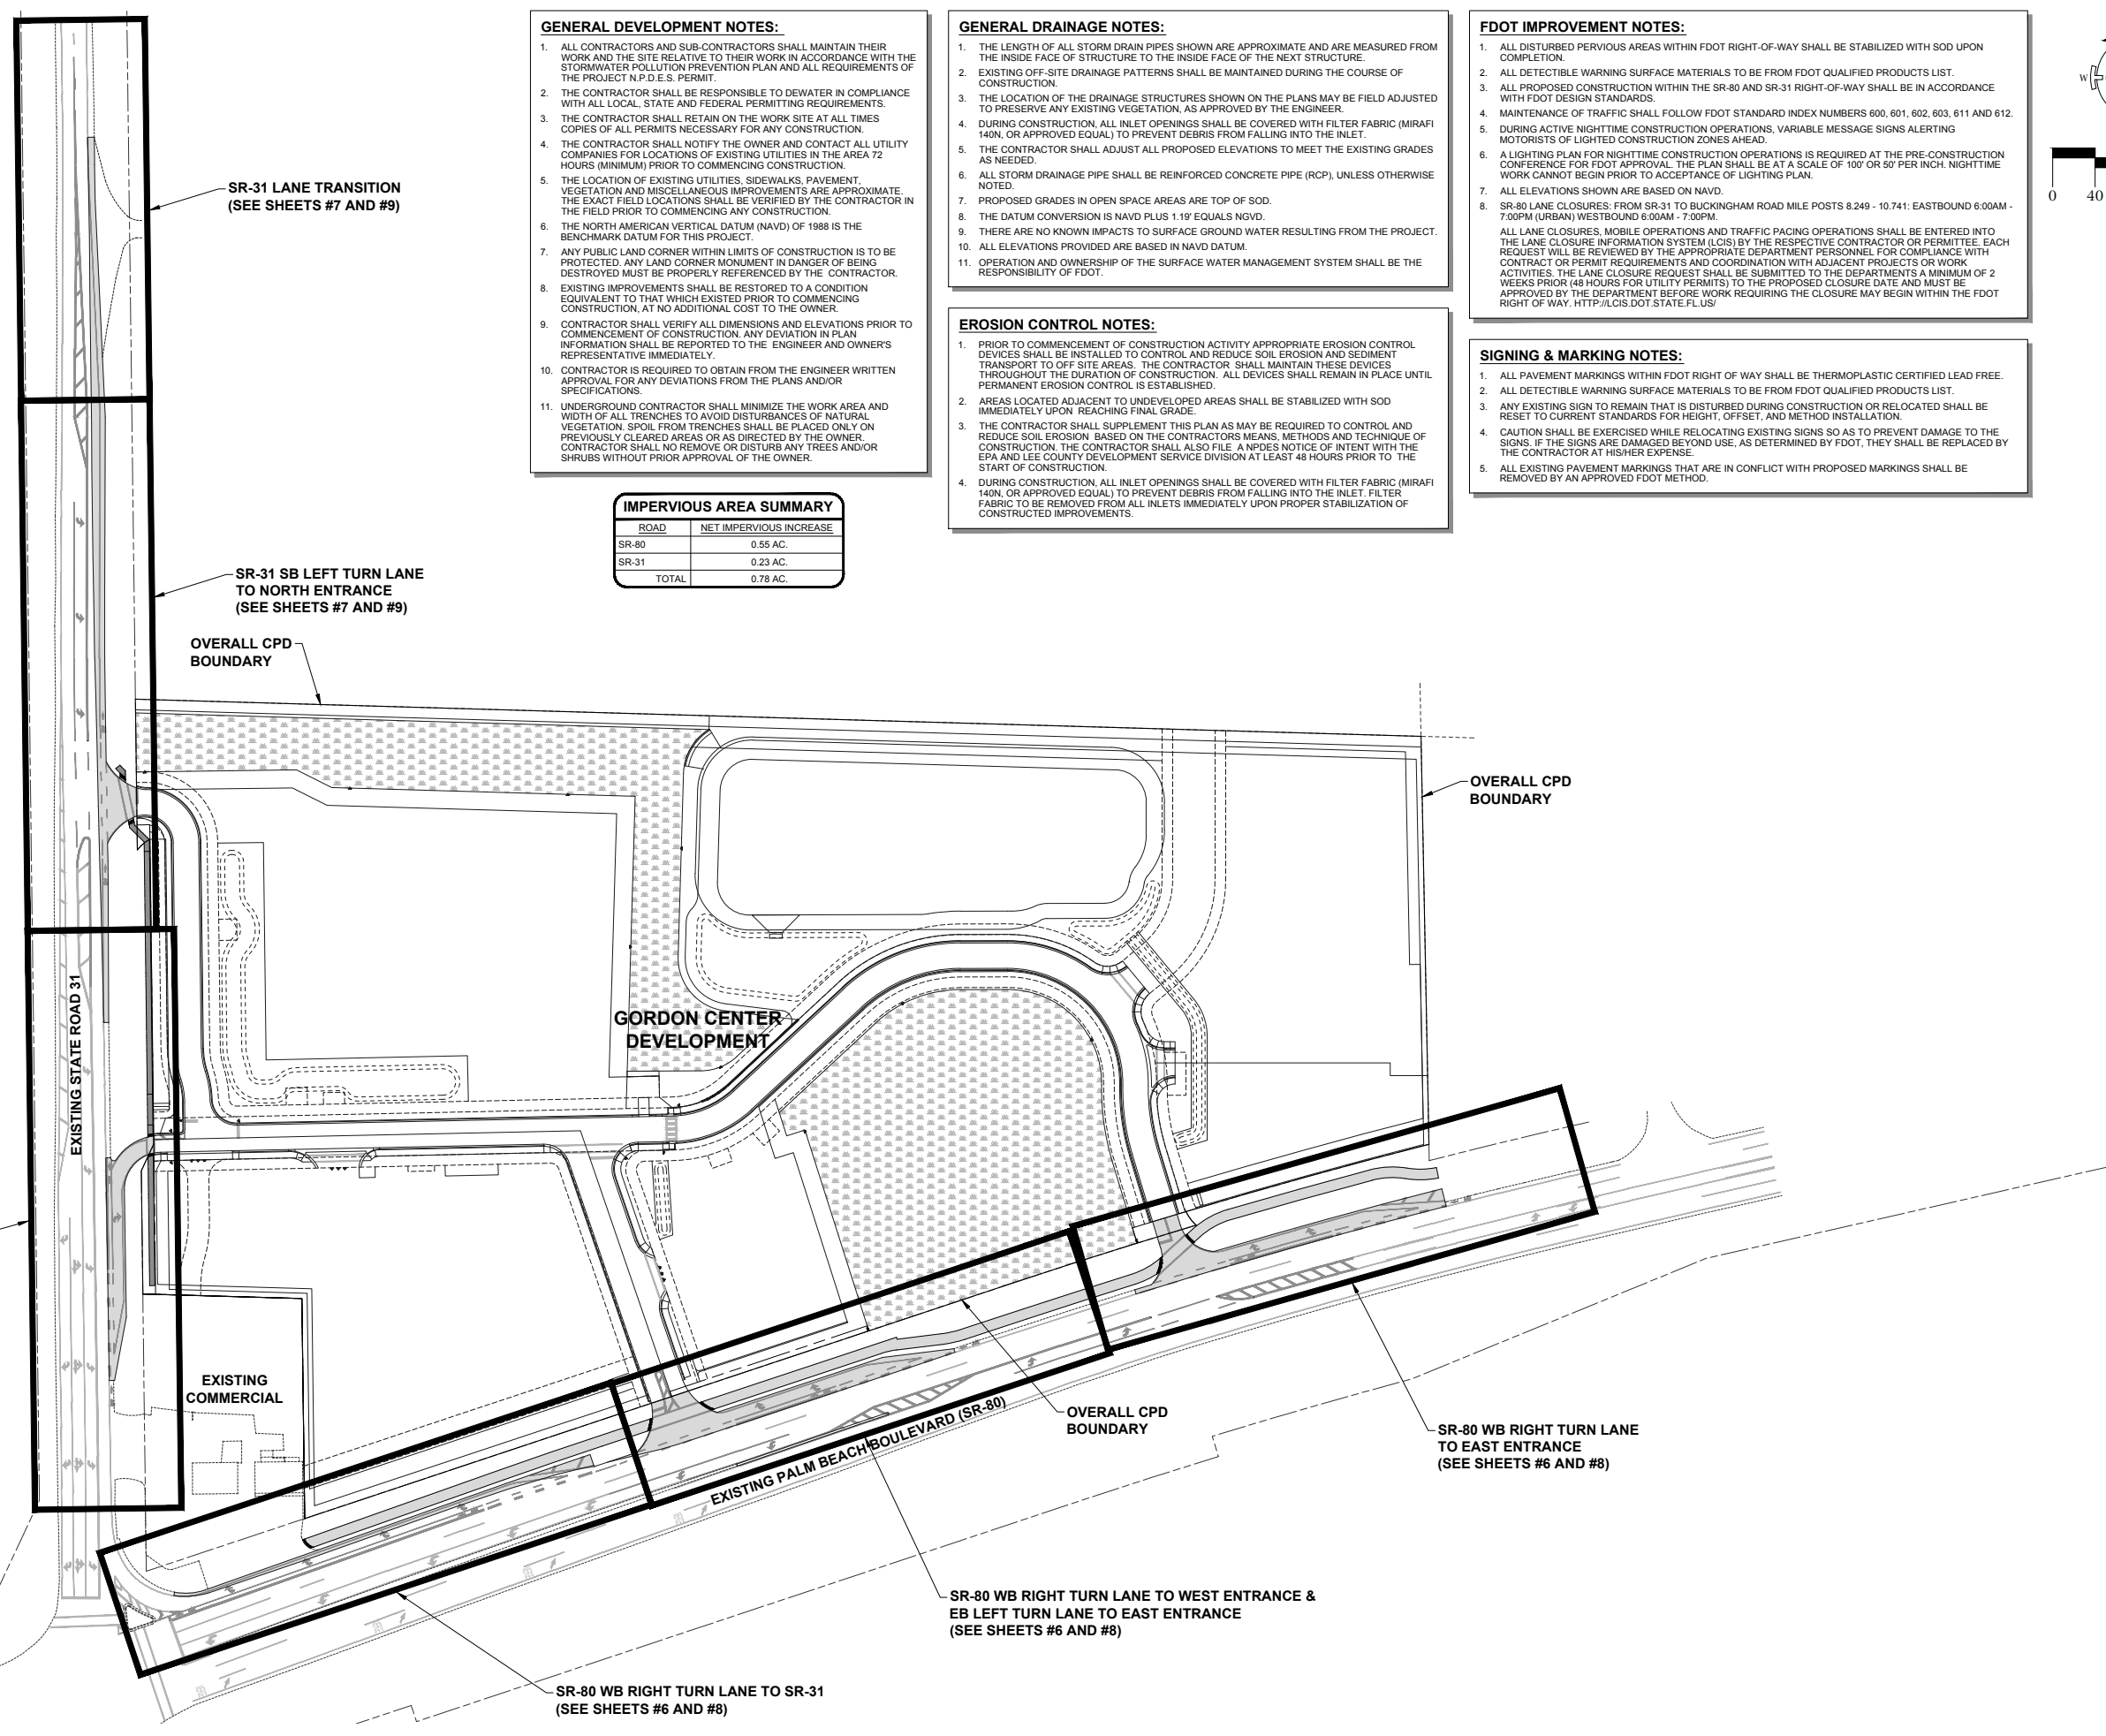 GENERAL DEVELOPMENT NOTES:
1. ALL CONTRACTORS AND SUB-CONTRACTORS SHALL MAINTAIN THEIR
WORK AND THE SITE RELATIVE TO THEIR WORK IN ACCORDANCE WITH THE
STORMWATER POLLUTION PREVENTION PLAN AND ALL REQUIREMENTS OF
THE PROJECT N.P.D.E.S. PERMIT.
2. THE CONTRACTOR SHALL BE RESPONSIBLE TO DEWATER IN COMPLIANCE
WITH ALL LOCAL, STATE AND FEDERAL PERMITTING REQUIREMENTS.
3. THE CONTRACTOR SHALL RETAIN ON THE WORK SITE AT ALL TIMES
COPIES OF ALL PERMITS NECESSARY FOR ANY CONSTRUCTION.
4. THE CONTRACTOR SHALL NOTIFY THE OWNER AND CONTACT ALL UTILITY
COMPANIES FOR LOCATIONS OF EXISTING UTILITIES IN THE AREA 72
HOURS (MINIMUM) PRIOR TO COMMENCING CONSTRUCTION.
5. THE LOCATION OF EXISTING UTILITIES, SIDEWALKS, PAVEMENT,
VEGETATION AND MISCELLANEOUS IMPROVEMENTS ARE APPROXIMATE.
THE EXACT FIELD LOCATIONS SHALL BE VERIFIED BY THE CONTRACTOR IN
THE FIELD PRIOR TO COMMENCING ANY CONSTRUCTION.
6. THE NORTH AMERICAN VERTICAL DATUM (NAVD) OF 1988 IS THE
BENCHMARK DATUM FOR THIS PROJECT.
7. ANY PUBLIC LAND CORNER WITHIN LIMITS OF CONSTRUCTION IS TO BE
PROTECTED. ANY LAND CORNER MONUMENT IN DANGER OF BEING
DESTROYED MUST BE PROPERLY REFERENCED BY THE CONTRACTOR.
8. EXISTING IMPROVEMENTS SHALL BE RESTORED TO A CONDITION
EQUIVALENT TO THAT WHICH EXISTED PRIOR TO COMMENCING
CONSTRUCTION, AT NO ADDITIONAL COST TO THE OWNER.
9. CONTRACTOR SHALL VERIFY ALL DIMENSIONS AND ELEVATIONS PRIOR TO
COMMENCEMENT OF CONSTRUCTION. ANY DEVIATION IN PLAN
INFORMATION SHALL BE REPORTED TO THE ENGINEER AND OWNER'S
REPRESENTATIVE IMMEDIATELY.
10. CONTRACTOR IS REQUIRED TO OBTAIN FROM THE ENGINEER WRITTEN
APPROVAL FOR ANY DEVIATIONS FROM THE PLANS AND/OR
SPECIFICATIONS.
11. UNDERGROUND CONTRACTOR SHALL MINIMIZE THE WORK AREA AND
WIDTH OF ALL TRENCHES TO AVOID DISTURBANCES OF NATURAL
VEGETATION. SPOIL FROM TRENCHES SHALL BE PLACED ONLY ON
PREVIOUSLY CLEARED AREAS OR AS DIRECTED BY THE OWNER.
CONTRACTOR SHALL NO REMOVE OR DISTURB ANY TREES AND/OR
SHRUBS WITHOUT PRIOR APPROVAL OF THE OWNER.
GENERAL DRAINAGE NOTES:
1. THE LENGTH OF ALL STORM DRAIN PIPES SHOWN ARE APPROXIMATE AND ARE MEASURED FROM
THE INSIDE FACE OF STRUCTURE TO THE INSIDE FACE OF THE NEXT STRUCTURE.
2. EXISTING OFF-SITE DRAINAGE PATTERNS SHALL BE MAINTAINED DURING THE COURSE OF
CONSTRUCTION.
3. THE LOCATION OF THE DRAINAGE STRUCTURES SHOWN ON THE PLANS MAY BE FIELD ADJUSTED
TO PRESERVE ANY EXISTING VEGETATION, AS APPROVED BY THE ENGINEER.
4. DURING CONSTRUCTION, ALL INLET OPENINGS SHALL BE COVERED WITH FILTER FABRIC (MIRAFI
140N, OR APPROVED EQUAL) TO PREVENT DEBRIS FROM FALLING INTO THE INLET.
5. THE CONTRACTOR SHALL ADJUST ALL PROPOSED ELEVATIONS TO MEET THE EXISTING GRADES
AS NEEDED.
6. ALL STORM DRAINAGE PIPE SHALL BE REINFORCED CONCRETE PIPE (RCP), UNLESS OTHERWISE
NOTED.
7. PROPOSED GRADES IN OPEN SPACE AREAS ARE TOP OF SOD.
8. THE DATUM CONVERSION IS NAVD PLUS 1.19' EQUALS NGVD.
9. THERE ARE NO KNOWN IMPACTS TO SURFACE GROUND WATER RESULTING FROM THE PROJECT.
10. ALL ELEVATIONS PROVIDED ARE BASED IN NAVD DATUM.
11. OPERATION AND OWNERSHIP OF THE SURFACE WATER MANAGEMENT SYSTEM SHALL BE THE
RESPONSIBILITY OF FDOT.
EROSION CONTROL NOTES:
1. PRIOR TO COMMENCEMENT OF CONSTRUCTION ACTIVITY APPROPRIATE EROSION CONTROL
DEVICES SHALL BE INSTALLED TO CONTROL AND REDUCE SOIL EROSION AND SEDIMENT
TRANSPORT TO OFF SITE AREAS. THE CONTRACTOR SHALL MAINTAIN THESE DEVICES
THROUGHOUT THE DURATION OF CONSTRUCTION. ALL DEVICES SHALL REMAIN IN PLACE UNTIL
PERMANENT EROSION CONTROL IS ESTABLISHED.
2. AREAS LOCATED ADJACENT TO UNDEVELOPED AREAS SHALL BE STABILIZED WITH SOD
IMMEDIATELY UPON REACHING FINAL GRADE.
3. THE CONTRACTOR SHALL SUPPLEMENT THIS PLAN AS MAY BE REQUIRED TO CONTROL AND
REDUCE SOIL EROSION BASED ON THE CONTRACTORS MEANS, METHODS AND TECHNIQUE OF
CONSTRUCTION. THE CONTRACTOR SHALL ALSO FILE A NPDES NOTICE OF INTENT WITH THE
EPA AND LEE COUNTY DEVELOPMENT SERVICE DIVISION AT LEAST 48 HOURS PRIOR TO THE
START OF CONSTRUCTION.
4. DURING CONSTRUCTION, ALL INLET OPENINGS SHALL BE COVERED WITH FILTER FABRIC (MIRAFI
140N, OR APPROVED EQUAL) TO PREVENT DEBRIS FROM FALLING INTO THE INLET. FILTER
FABRIC TO BE REMOVED FROM ALL INLETS IMMEDIATELY UPON PROPER STABILIZATION OF
CONSTRUCTED IMPROVEMENTS.
FDOT IMPROVEMENT NOTES:
1. ALL DISTURBED PERVIOUS AREAS WITHIN FDOT RIGHT-OF-WAY SHALL BE STABILIZED WITH SOD UPON
COMPLETION.
2. ALL DETECTIBLE WARNING SURFACE MATERIALS TO BE FROM FDOT QUALIFIED PRODUCTS LIST.
3. ALL PROPOSED CONSTRUCTION WITHIN THE SR-80 AND SR-31 RIGHT-OF-WAY SHALL BE IN ACCORDANCE
WITH FDOT DESIGN STANDARDS.
4. MAINTENANCE OF TRAFFIC SHALL FOLLOW FDOT STANDARD INDEX NUMBERS 600, 601, 602, 603, 611 AND 612.
5. DURING ACTIVE NIGHTTIME CONSTRUCTION OPERATIONS, VARIABLE MESSAGE SIGNS ALERTING
MOTORISTS OF LIGHTED CONSTRUCTION ZONES AHEAD.
6. A LIGHTING PLAN FOR NIGHTTIME CONSTRUCTION OPERATIONS IS REQUIRED AT THE PRE-CONSTRUCTION
CONFERENCE FOR FDOT APPROVAL. THE PLAN SHALL BE AT A SCALE OF 100' OR 50' PER INCH. NIGHTTIME
WORK CANNOT BEGIN PRIOR TO ACCEPTANCE OF LIGHTING PLAN.
7. ALL ELEVATIONS SHOWN ARE BASED ON NAVD.
8. SR-80 LANE CLOSURES: FROM SR-31 TO BUCKINGHAM ROAD MILE POSTS 8.249 - 10.741: EASTBOUND 6:00AM -
7:00PM (URBAN) WESTBOUND 6:00AM - 7:00PM.
ALL LANE CLOSURES, MOBILE OPERATIONS AND TRAFFIC PACING OPERATIONS SHALL BE ENTERED INTO
THE LANE CLOSURE INFORMATION SYSTEM (LCIS) BY THE RESPECTIVE CONTRACTOR OR PERMITTEE. EACH
REQUEST WILL BE REVIEWED BY THE APPROPRIATE DEPARTMENT PERSONNEL FOR COMPLIANCE WITH
CONTRACT OR PERMIT REQUIREMENTS AND COORDINATION WITH ADJACENT PROJECTS OR WORK
ACTIVITIES. THE LANE CLOSURE REQUEST SHALL BE SUBMITTED TO THE DEPARTMENTS A MINIMUM OF 2
WEEKS PRIOR (48 HOURS FOR UTILITY PERMITS) TO THE PROPOSED CLOSURE DATE AND MUST BE
APPROVED BY THE DEPARTMENT BEFORE WORK REQUIRING THE CLOSURE MAY BEGIN WITHIN THE FDOT
RIGHT OF WAY. HTTP://LCIS.DOT.STATE.FL.US/
SIGNING & MARKING NOTES:
1. ALL PAVEMENT MARKINGS WITHIN FDOT RIGHT OF WAY SHALL BE THERMOPLASTIC CERTIFIED LEAD FREE.
2. ALL DETECTIBLE WARNING SURFACE MATERIALS TO BE FROM FDOT QUALIFIED PRODUCTS LIST.
3. ANY EXISTING SIGN TO REMAIN THAT IS DISTURBED DURING CONSTRUCTION OR RELOCATED SHALL BE
RESET TO CURRENT STANDARDS FOR HEIGHT, OFFSET, AND METHOD INSTALLATION.
4. CAUTION SHALL BE EXERCISED WHILE RELOCATING EXISTING SIGNS SO AS TO PREVENT DAMAGE TO THE
SIGNS. IF THE SIGNS ARE DAMAGED BEYOND USE, AS DETERMINED BY FDOT, THEY SHALL BE REPLACED BY
THE CONTRACTOR AT HIS/HER EXPENSE.
5. ALL EXISTING PAVEMENT MARKINGS THAT ARE IN CONFLICT WITH PROPOSED MARKINGS SHALL BE
REMOVED BY AN APPROVED FDOT METHOD.
W
0 40
IMPERVIOUS AREA SUMMARY
ROAD NET IMPERVIOUS INCREASE
SR-80 0.55 AC.
SR-31 0.23 AC.
TOTAL 0.78 AC.
SR-31 LANE TRANSITION
(SEE SHEETS #7 AND #9)
SR-31 SB LEFT TURN LANE
TO NORTH ENTRANCE
(SEE SHEETS #7 AND #9)
OVERALL CPD
BOUNDARY
OVERALL CPD
BOUNDARY
GORDON CENTER
DEVELOPMENT
EXISTING STATE ROAD 31
EXISTING
COMMERCIAL
EXISTING PALM BEACH BOULEVARD (SR-80)
OVERALL CPD
BOUNDARY
SR-80 WB RIGHT TURN LANE
TO EAST ENTRANCE
(SEE SHEETS #6 AND #8)
SR-80 WB RIGHT TURN LANE TO WEST ENTRANCE &
EB LEFT TURN LANE TO EAST ENTRANCE
(SEE SHEETS #6 AND #8)
SR-80 WB RIGHT TURN LANE TO SR-31
(SEE SHEETS #6 AND #8)